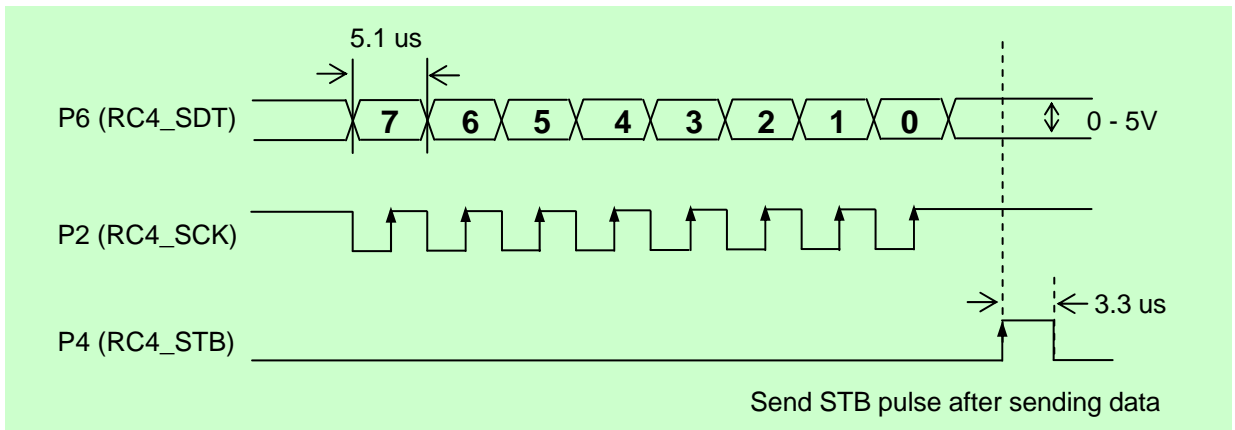 5.1 us
P6 (RC4_SDT)
7 6 5 4 3 2 1 0
0 - 5V
P2 (RC4_SCK)
3.3 us
P4 (RC4_STB)
Send STB pulse after sending data